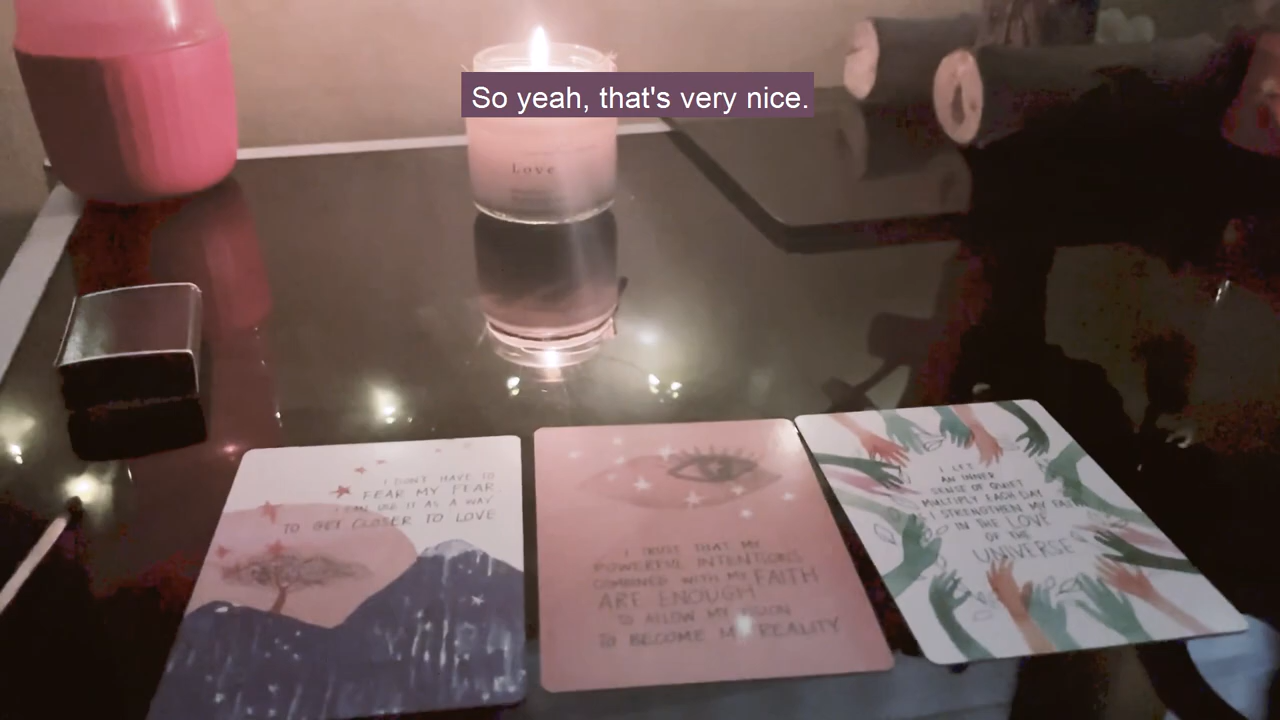 So yeah, that's very nice.
Love
I DON'T HAVE TO
FEAR MY FEAR.
I CAN USE IT AS A WAY
TO GET CLOSER TO LOVE
I TRUST THAT MY
POWERFUL INTENTIONS
COMBINED WITH MY FAITH
ARE ENOUGH
TO ALLOW MY VISION
TO BECOME MY REALITY
I LET
AN INNER
SENSE OF QUIET
MULTIPLY EACH DAY
I STRENGTHEN MY
IN THE LOVE
OF THE
UNIVERSE